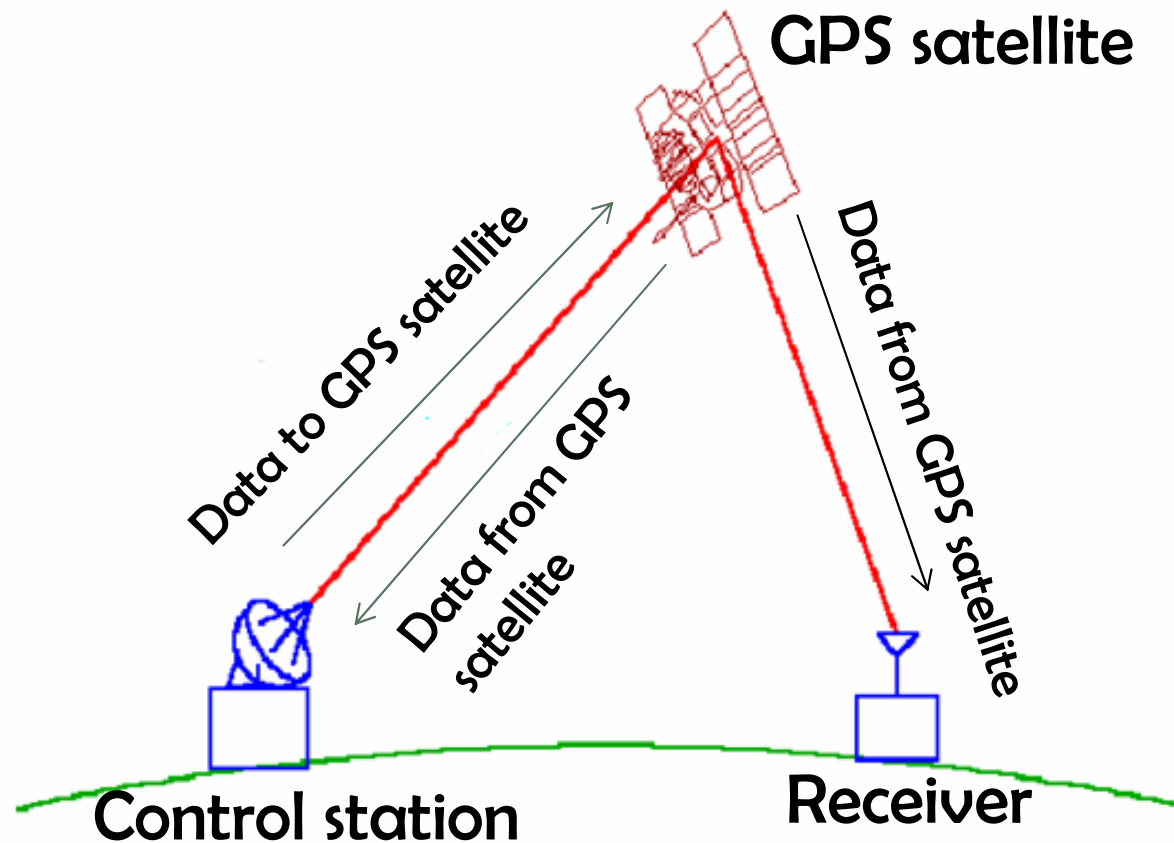 GPS satellite
Data to GPS satellite
Data from GPS
satellite
Data from GPS satellite
Control station
Receiver